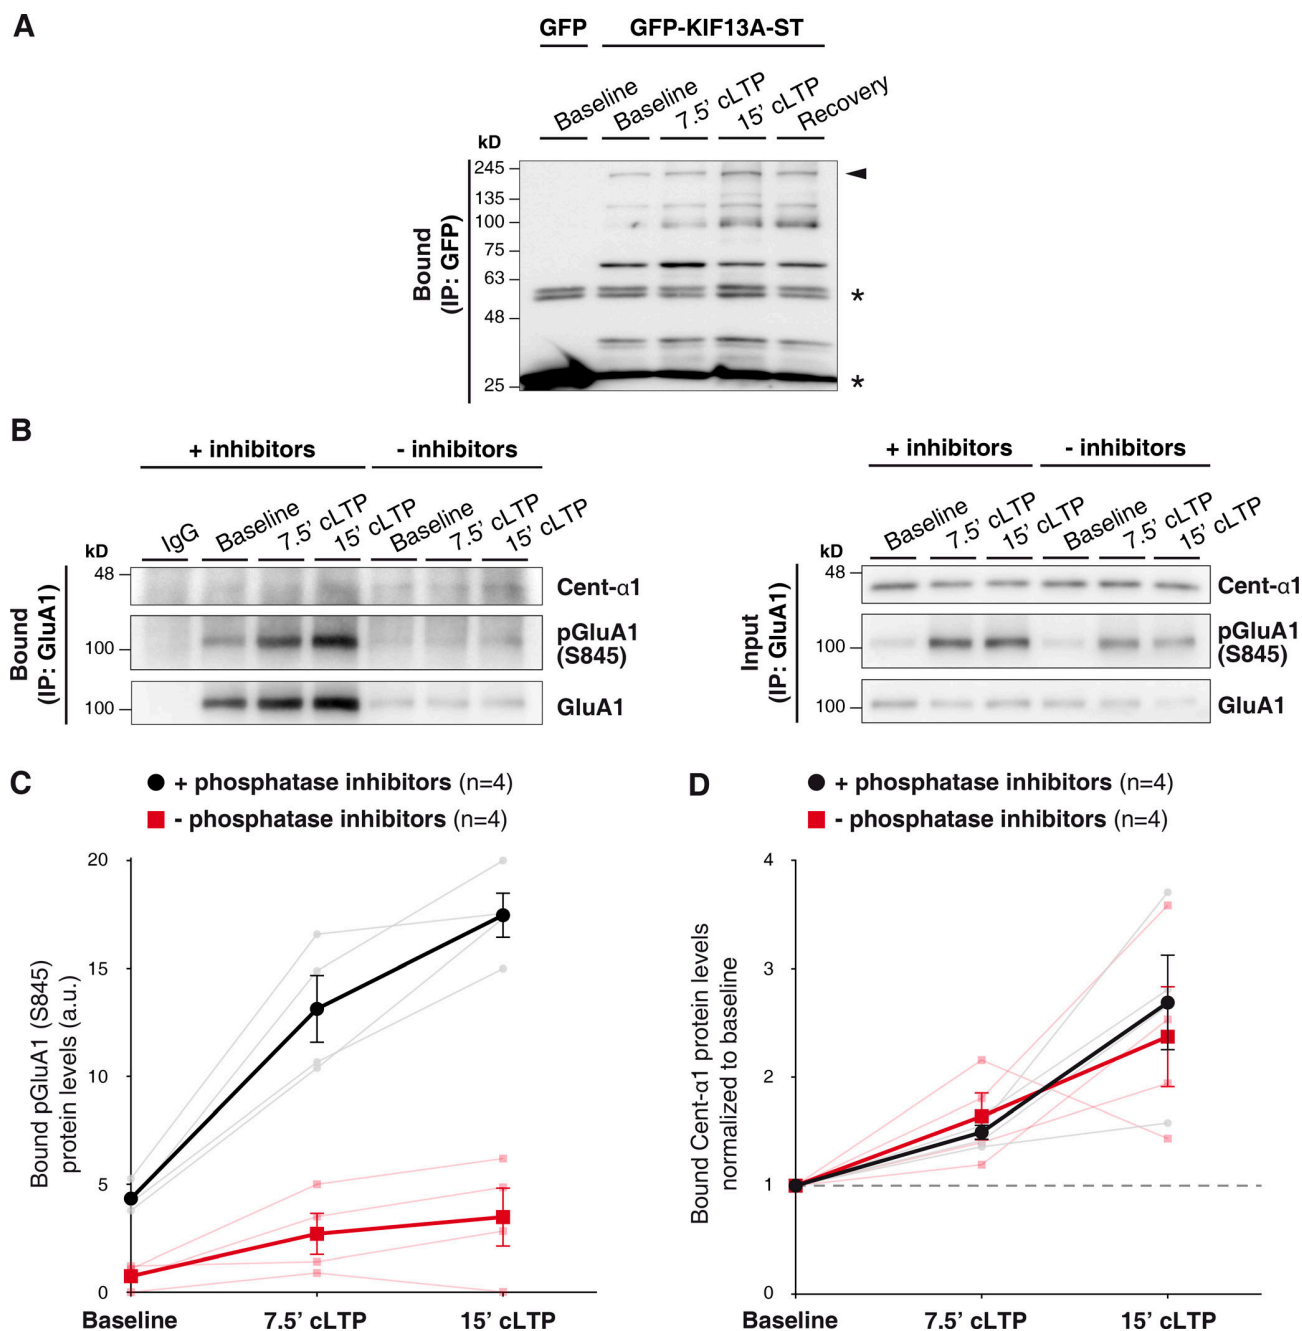 A
GFP GFP-KIF13A-ST
Baseline Baseline 7.5' cLTP 15' cLTP Recovery
kD
245
135
100
75
63
48
25
Bound
(IP: GFP)
*
*
B
+ inhibitors - inhibitors
IgG Baseline 7.5' cLTP 15' cLTP Baseline 7.5' cLTP 15' cLTP
kD
48
100
100
Bound
(IP: GluA1)
Cent-α1
pGluA1
(S845)
GluA1
+ inhibitors - inhibitors
Baseline 7.5' cLTP 15' cLTP Baseline 7.5' cLTP 15' cLTP
kD
48
100
100
Input
(IP: GluA1)
Cent-α1
pGluA1
(S845)
GluA1
C
+ phosphatase inhibitors (n=4)
- phosphatase inhibitors (n=4)
20
15
10
5
0
Bound pGluA1 (S845)
protein levels (a.u.)
Baseline 7.5' cLTP 15' cLTP
D
+ phosphatase inhibitors (n=4)
- phosphatase inhibitors (n=4)
4
3
2
1
0
Bound Cent-α1 protein levels
normalized to baseline
Baseline 7.5' cLTP 15' cLTP